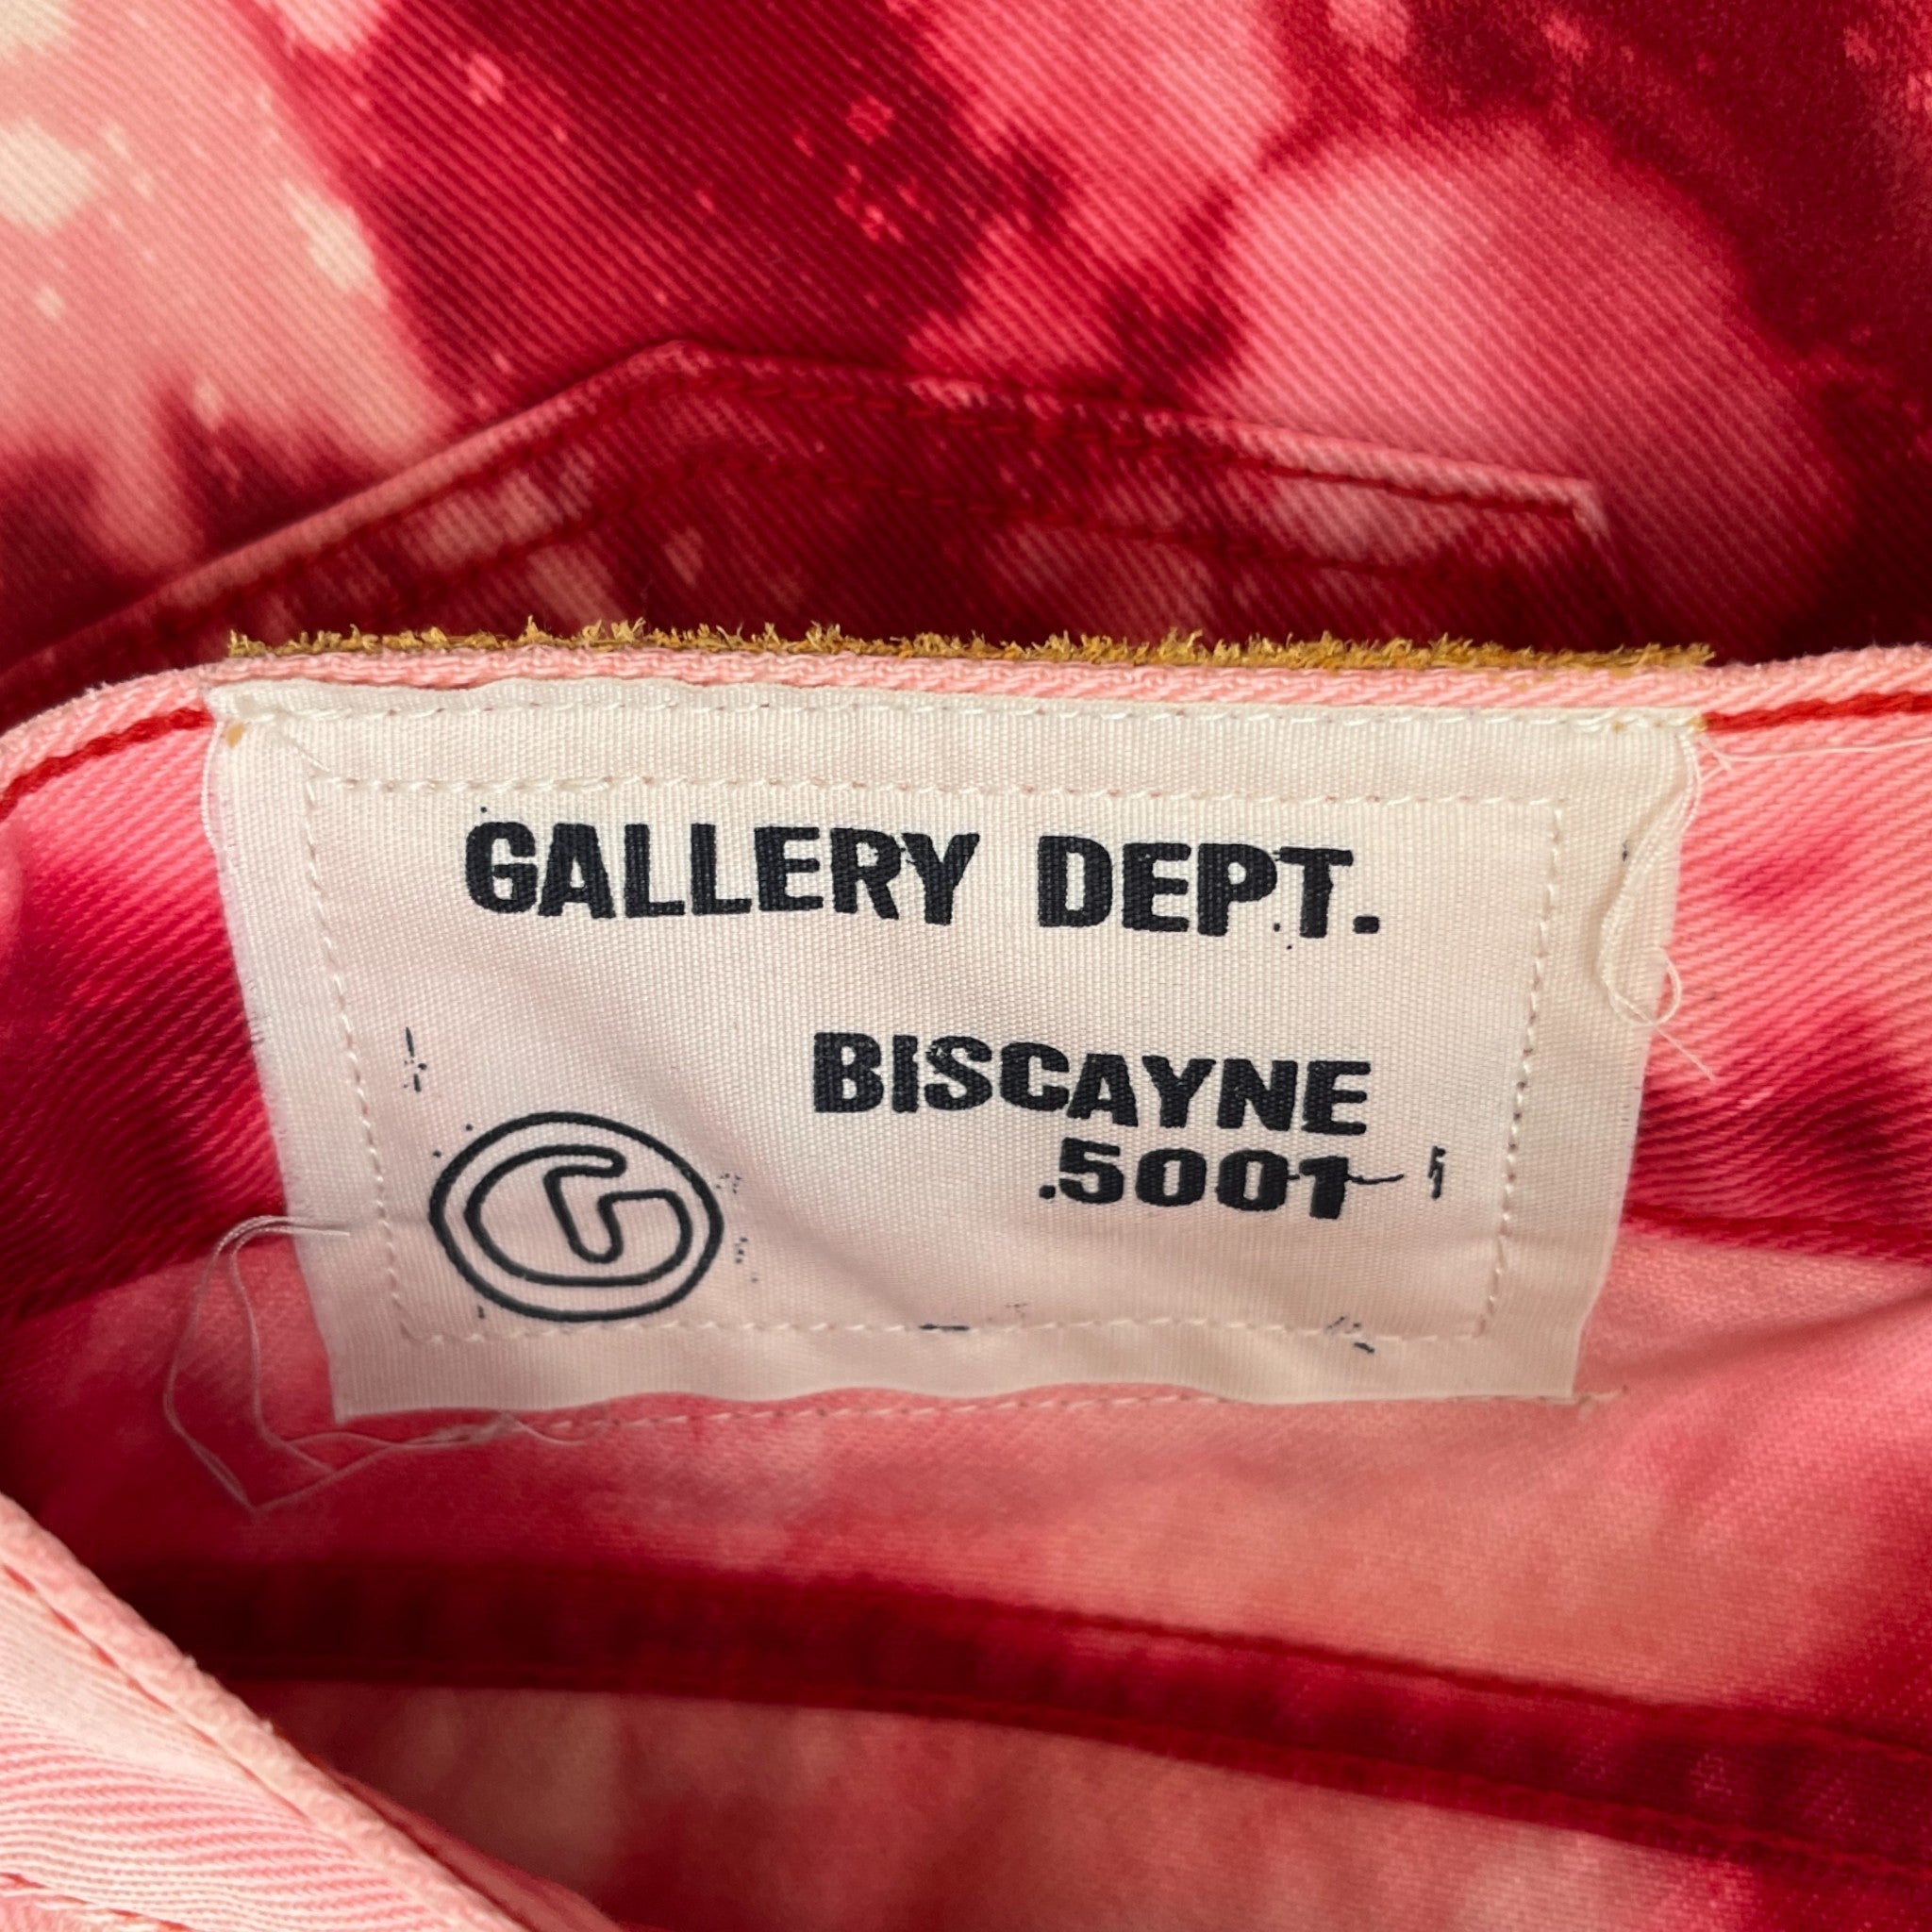 GALLERY DEPT.
BISCAYNE
.5001
G